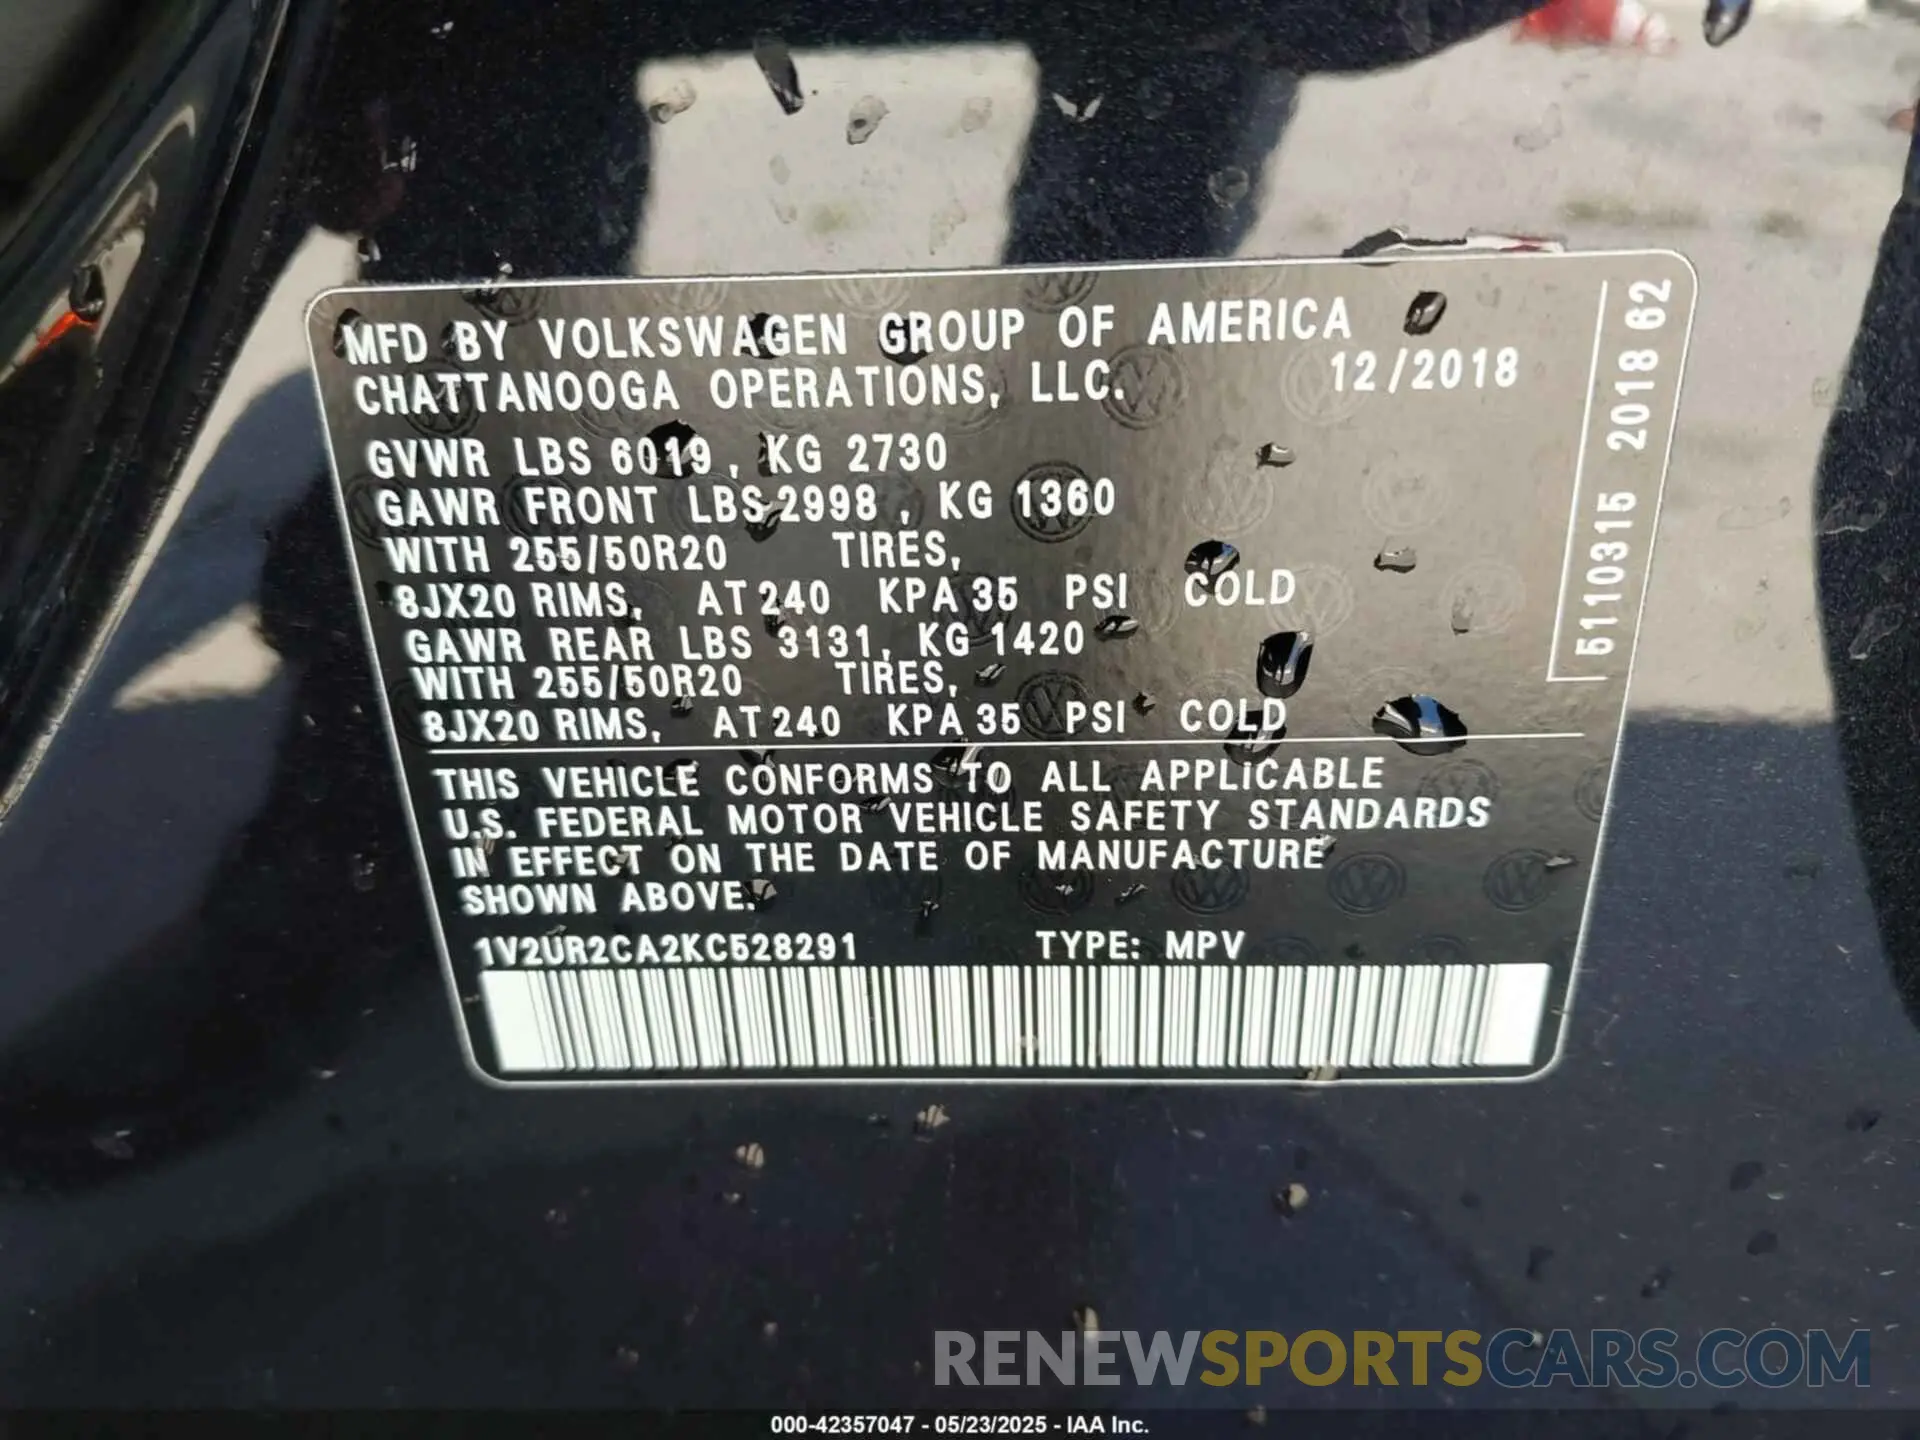 MFD BY VOLKSWAGEN GROUP OF AMERICA
CHATTANOOGA OPERATIONS, LLC. 12/2018
GVWR LBS 6019, KG 2730
GAWR FRONT LBS 2998, KG 1360
WITH 255/50R20 TIRES,
8JX20 RIMS, AT 240 KPA 35 PSI COLD
GAWR REAR LBS 3131, KG 1420
WITH 255/50R20 TIRES,
8JX20 RIMS, AT 240 KPA 35 PSI COLD
THIS VEHICLE CONFORMS TO ALL APPLICABLE
U.S. FEDERAL MOTOR VEHICLE SAFETY STANDARDS
IN EFFECT ON THE DATE OF MANUFACTURE
SHOWN ABOVE.
1V2UR2CA2KC528291 TYPE: MPV
5110315 2018 62
RENEWSPORTSCARS.COM
000-42357047 - 05/23/2025 - IAA Inc.